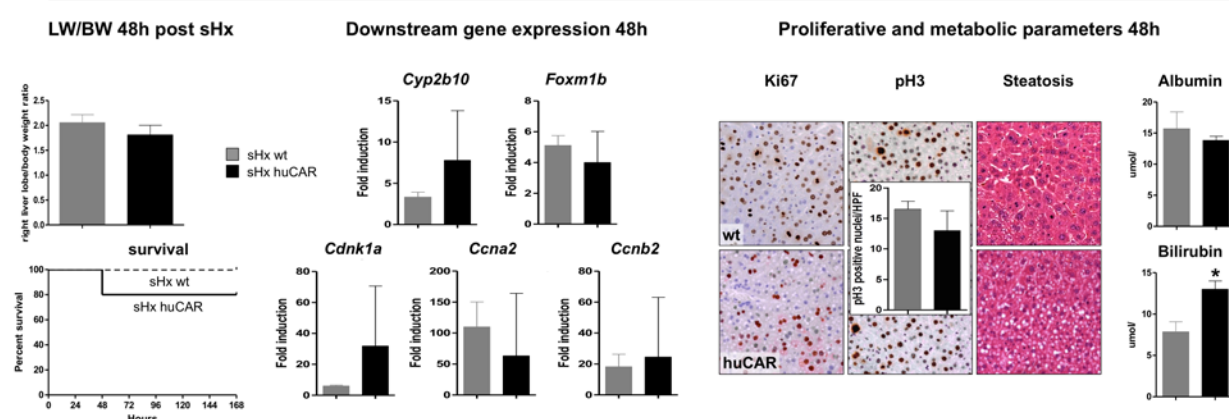 LW/BW 48h post sHx
Downstream gene expression 48h
Proliferative and metabolic parameters 48h
right liver lobe/body weight ratio
2.5
2.0
1.5
1.0
0.5
0.0
sHx wt
sHx huCAR
Cyp2b10
Fold induction
15
10
5
0
Foxm1b
Fold induction
8
6
4
2
0
Ki67
pH3
Steatosis
wt
huCAR
pH3 positive nuclei/HPF
20
15
10
5
0
Albumin
umol/
20
15
10
5
0
survival
Percent survival
100
80
60
40
20
0
sHx wt
sHx huCAR
0 24 48 72 96 120 144 168
Hours
Cdnk1a
Fold induction
80
60
40
20
0
Ccna2
Fold induction
200
150
100
50
0
Ccnb2
Fold induction
80
60
40
20
0
Bilirubin
umol/
15
10
5
0
*